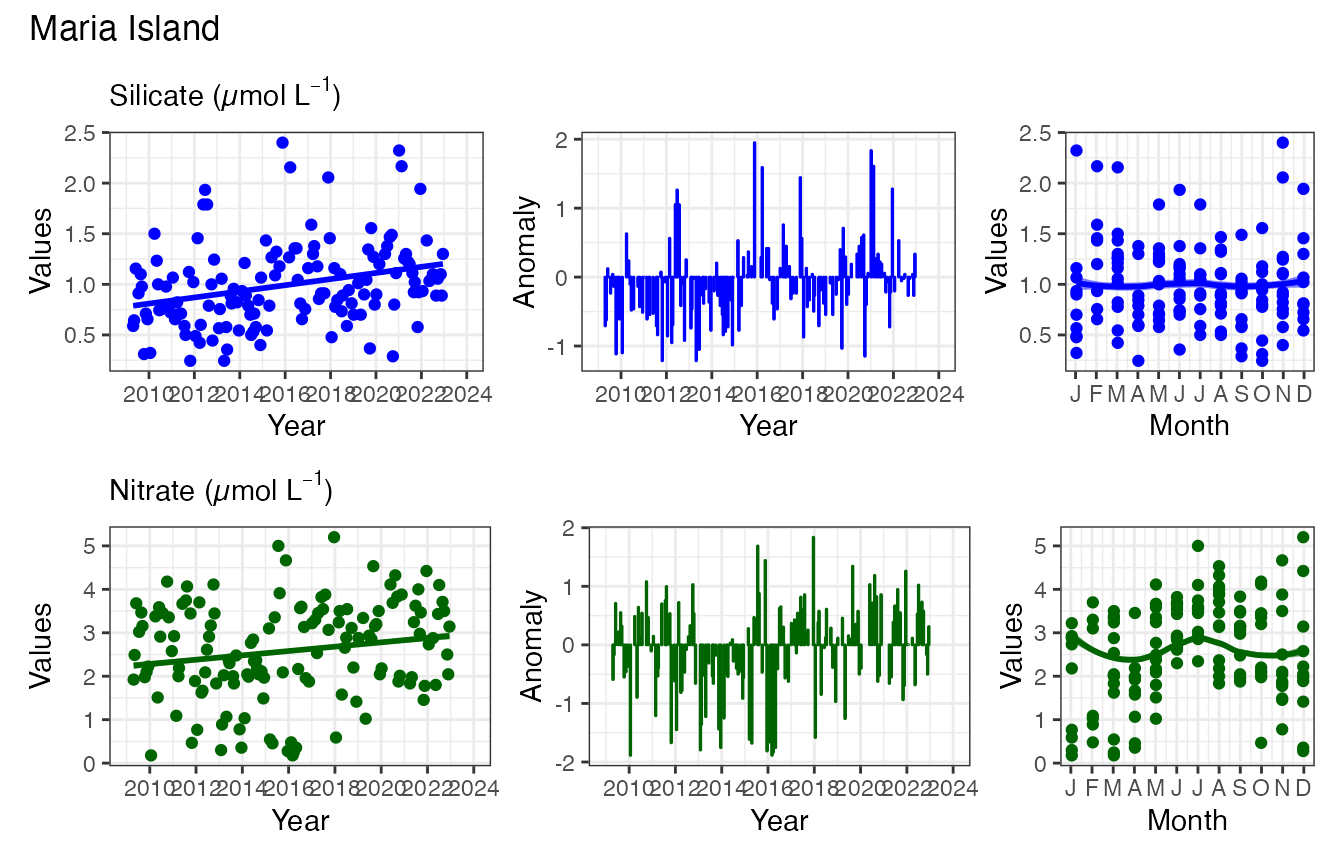 Maria Island
Silicate (µmol L⁻¹)
Values
2.5
2.0
1.5
1.0
0.5
2010 2012 2014 2016 2018 2020 2022 2024
Year
Anomaly
2
1
0
-1
2010 2012 2014 2016 2018 2020 2022 2024
Year
Values
2.5
2.0
1.5
1.0
0.5
J F M A M J J A S O N D
Month
Nitrate (µmol L⁻¹)
Values
5
4
3
2
1
0
2010 2012 2014 2016 2018 2020 2022 2024
Year
Anomaly
2
1
0
-1
-2
2010 2012 2014 2016 2018 2020 2022 2024
Year
Values
5
4
3
2
1
0
J F M A M J J A S O N D
Month